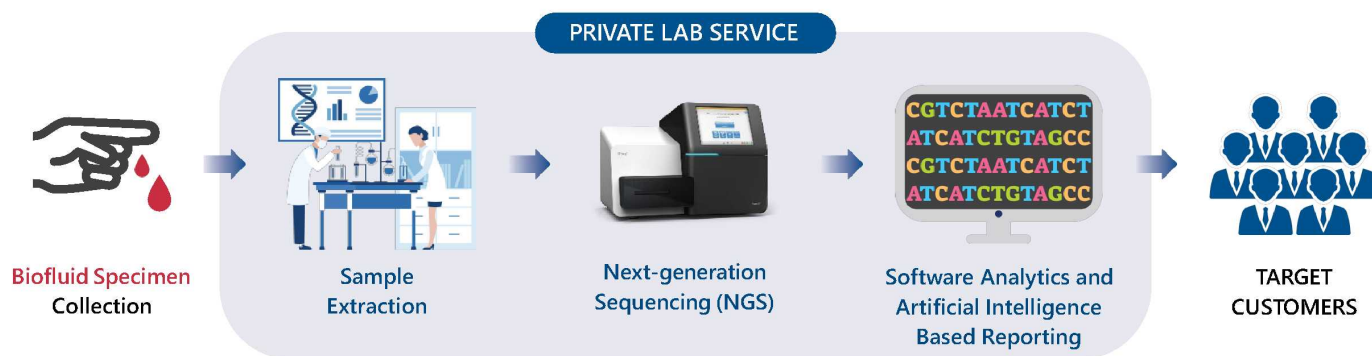 PRIVATE LAB SERVICE
CGTCTAATCATCT
ATCATCTGTAGCC
CGTCTAATCATCT
ATCATCTGTAGCC
Biofluid Specimen
Collection
Sample
Extraction
Next-generation
Sequencing (NGS)
Software Analytics and
Artificial Intelligence
Based Reporting
TARGET
CUSTOMERS